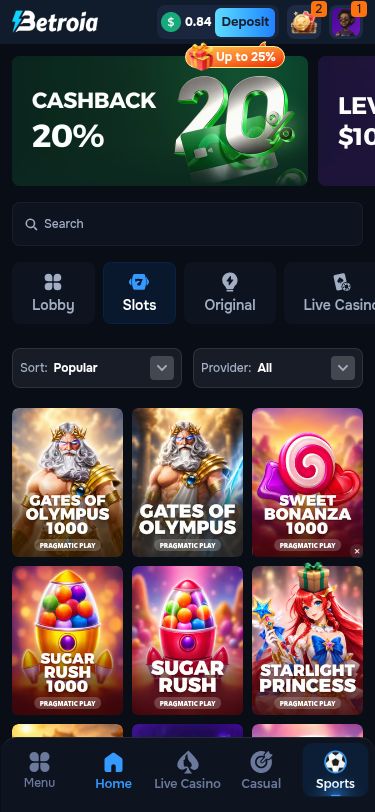 Betroia
$ 0.84 Deposit
2
1
Up to 25%
CASHBACK
20%
20%
LEV
$10
Search
Lobby
7
Slots
Original
Live Casino
Sort: Popular
Provider: All
GATES OF
OLYMPUS
1000
PRAGMATIC PLAY
GATES OF
OLYMPUS
PRAGMATIC PLAY
SWEET
BONANZA
1000
PRAGMATIC PLAY
SUGAR
RUSH
1000
PRAGMATIC PLAY
SUGAR
RUSH
PRAGMATIC PLAY
STARLIGHT
PRINCESS
PRAGMATIC PLAY
Menu
Home
Live Casino
Casual
Sports